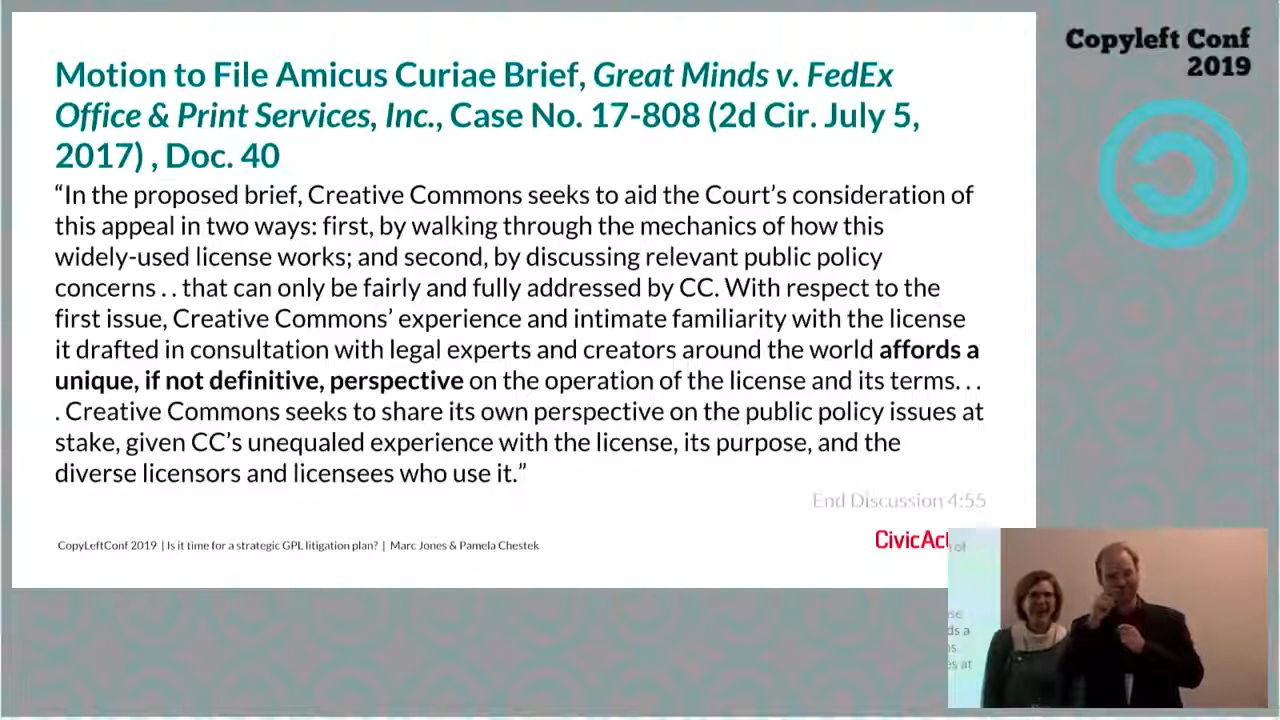 Motion to File Amicus Curiae Brief, Great Minds v. FedEx
Office & Print Services, Inc., Case No. 17-808 (2d Cir. July 5,
2017) , Doc. 40
“In the proposed brief, Creative Commons seeks to aid the Court’s consideration of
this appeal in two ways: first, by walking through the mechanics of how this
widely-used license works; and second, by discussing relevant public policy
concerns . . that can only be fairly and fully addressed by CC. With respect to the
first issue, Creative Commons’ experience and intimate familiarity with the license
it drafted in consultation with legal experts and creators around the world affords a
unique, if not definitive, perspective on the operation of the license and its terms. . .
. Creative Commons seeks to share its own perspective on the public policy issues at
stake, given CC’s unequaled experience with the license, its purpose, and the
diverse licensors and licensees who use it.”
End Discussion 4:55
CopyLeftConf 2019 | Is it time for a strategic GPL litigation plan? | Marc Jones & Pamela Chestek
CivicAct
Copyleft Conf
2019
of
se
ds a
s.
es at